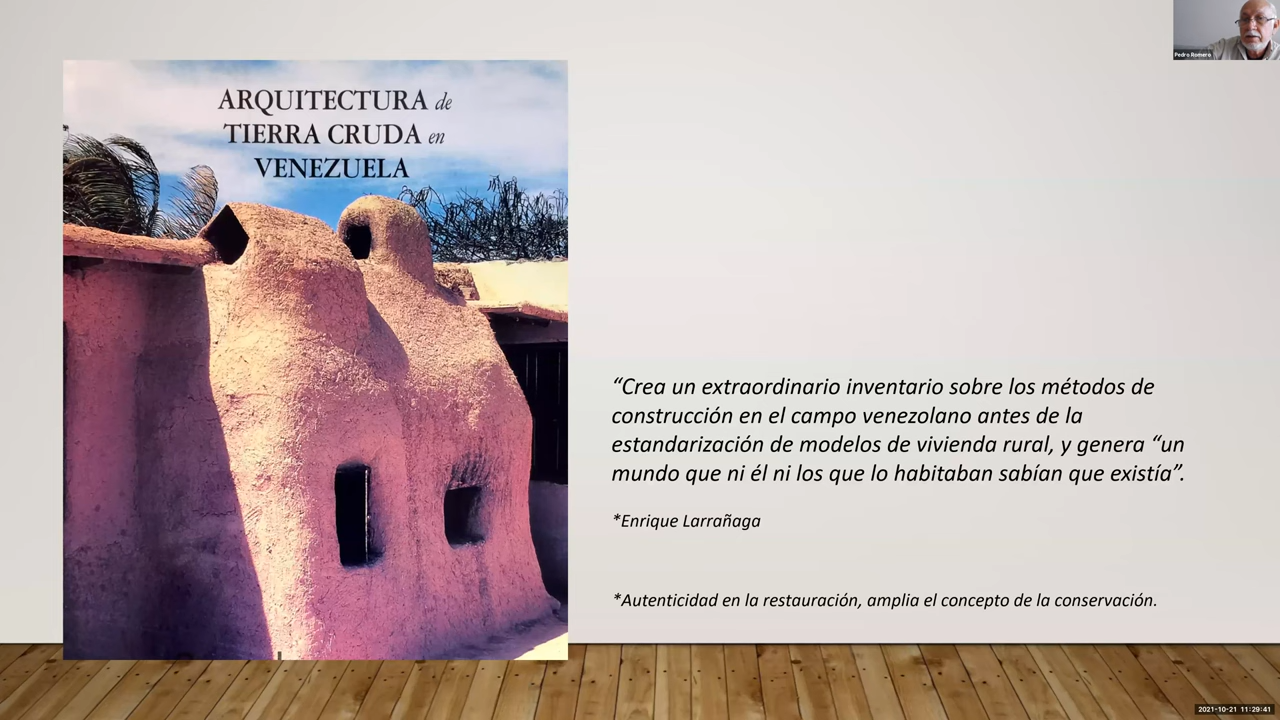 ARQUITECTURA de
TIERRA CRUDA en
VENEZUELA
“Crea un extraordinario inventario sobre los métodos de
construcción en el campo venezolano antes de la
estandarización de modelos de vivienda rural, y genera “un
mundo que ni él ni los que lo habitaban sabían que existía”.
*Enrique Larrañaga
*Autenticidad en la restauración, amplia el concepto de la conservación.
Pedro Romero
2021-10-21 11:29:41